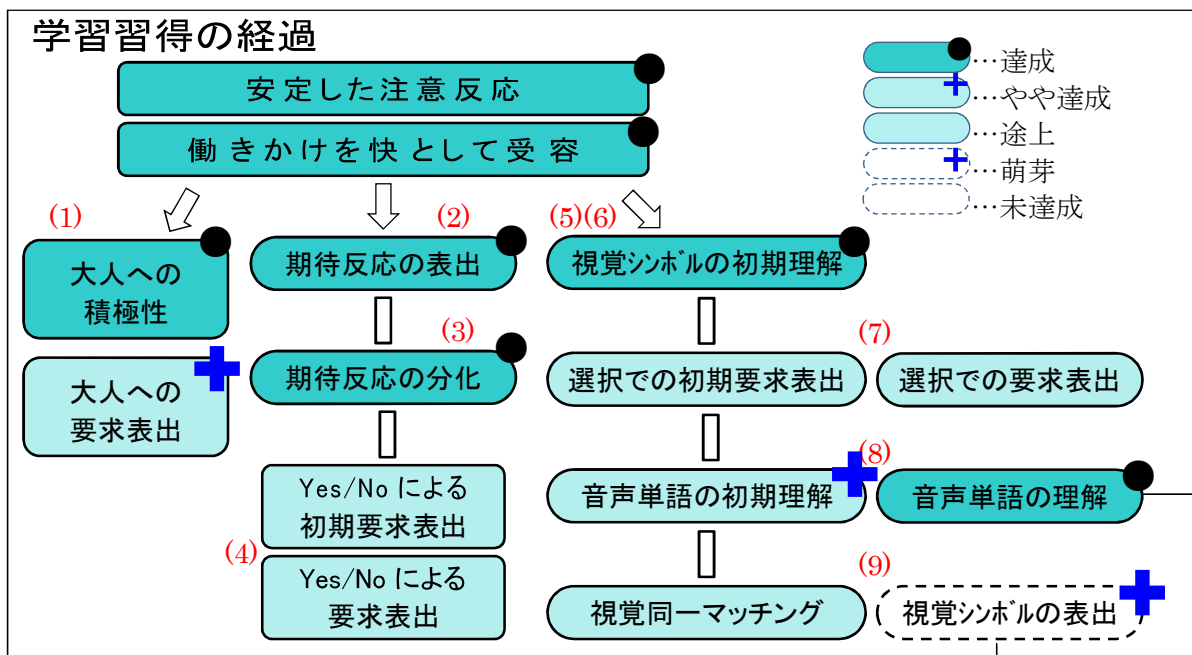 学習習得の経過
安定した注意反応
働きかけを快として受容
…達成
…やや達成
…途上
…萌芽
…未達成
(1)
大人への
積極性
大人への
要求表出
(2)
期待反応の表出
(3)
期待反応の分化
Yes/No による
初期要求表出
(4)
Yes/No による
要求表出
(5)(6)
視覚シンボルの初期理解
選択での初期要求表出
(7)
選択での要求表出
音声単語の初期理解
(8)
音声単語の理解
視覚同一マッチング
(9)
視覚シンボルの表出